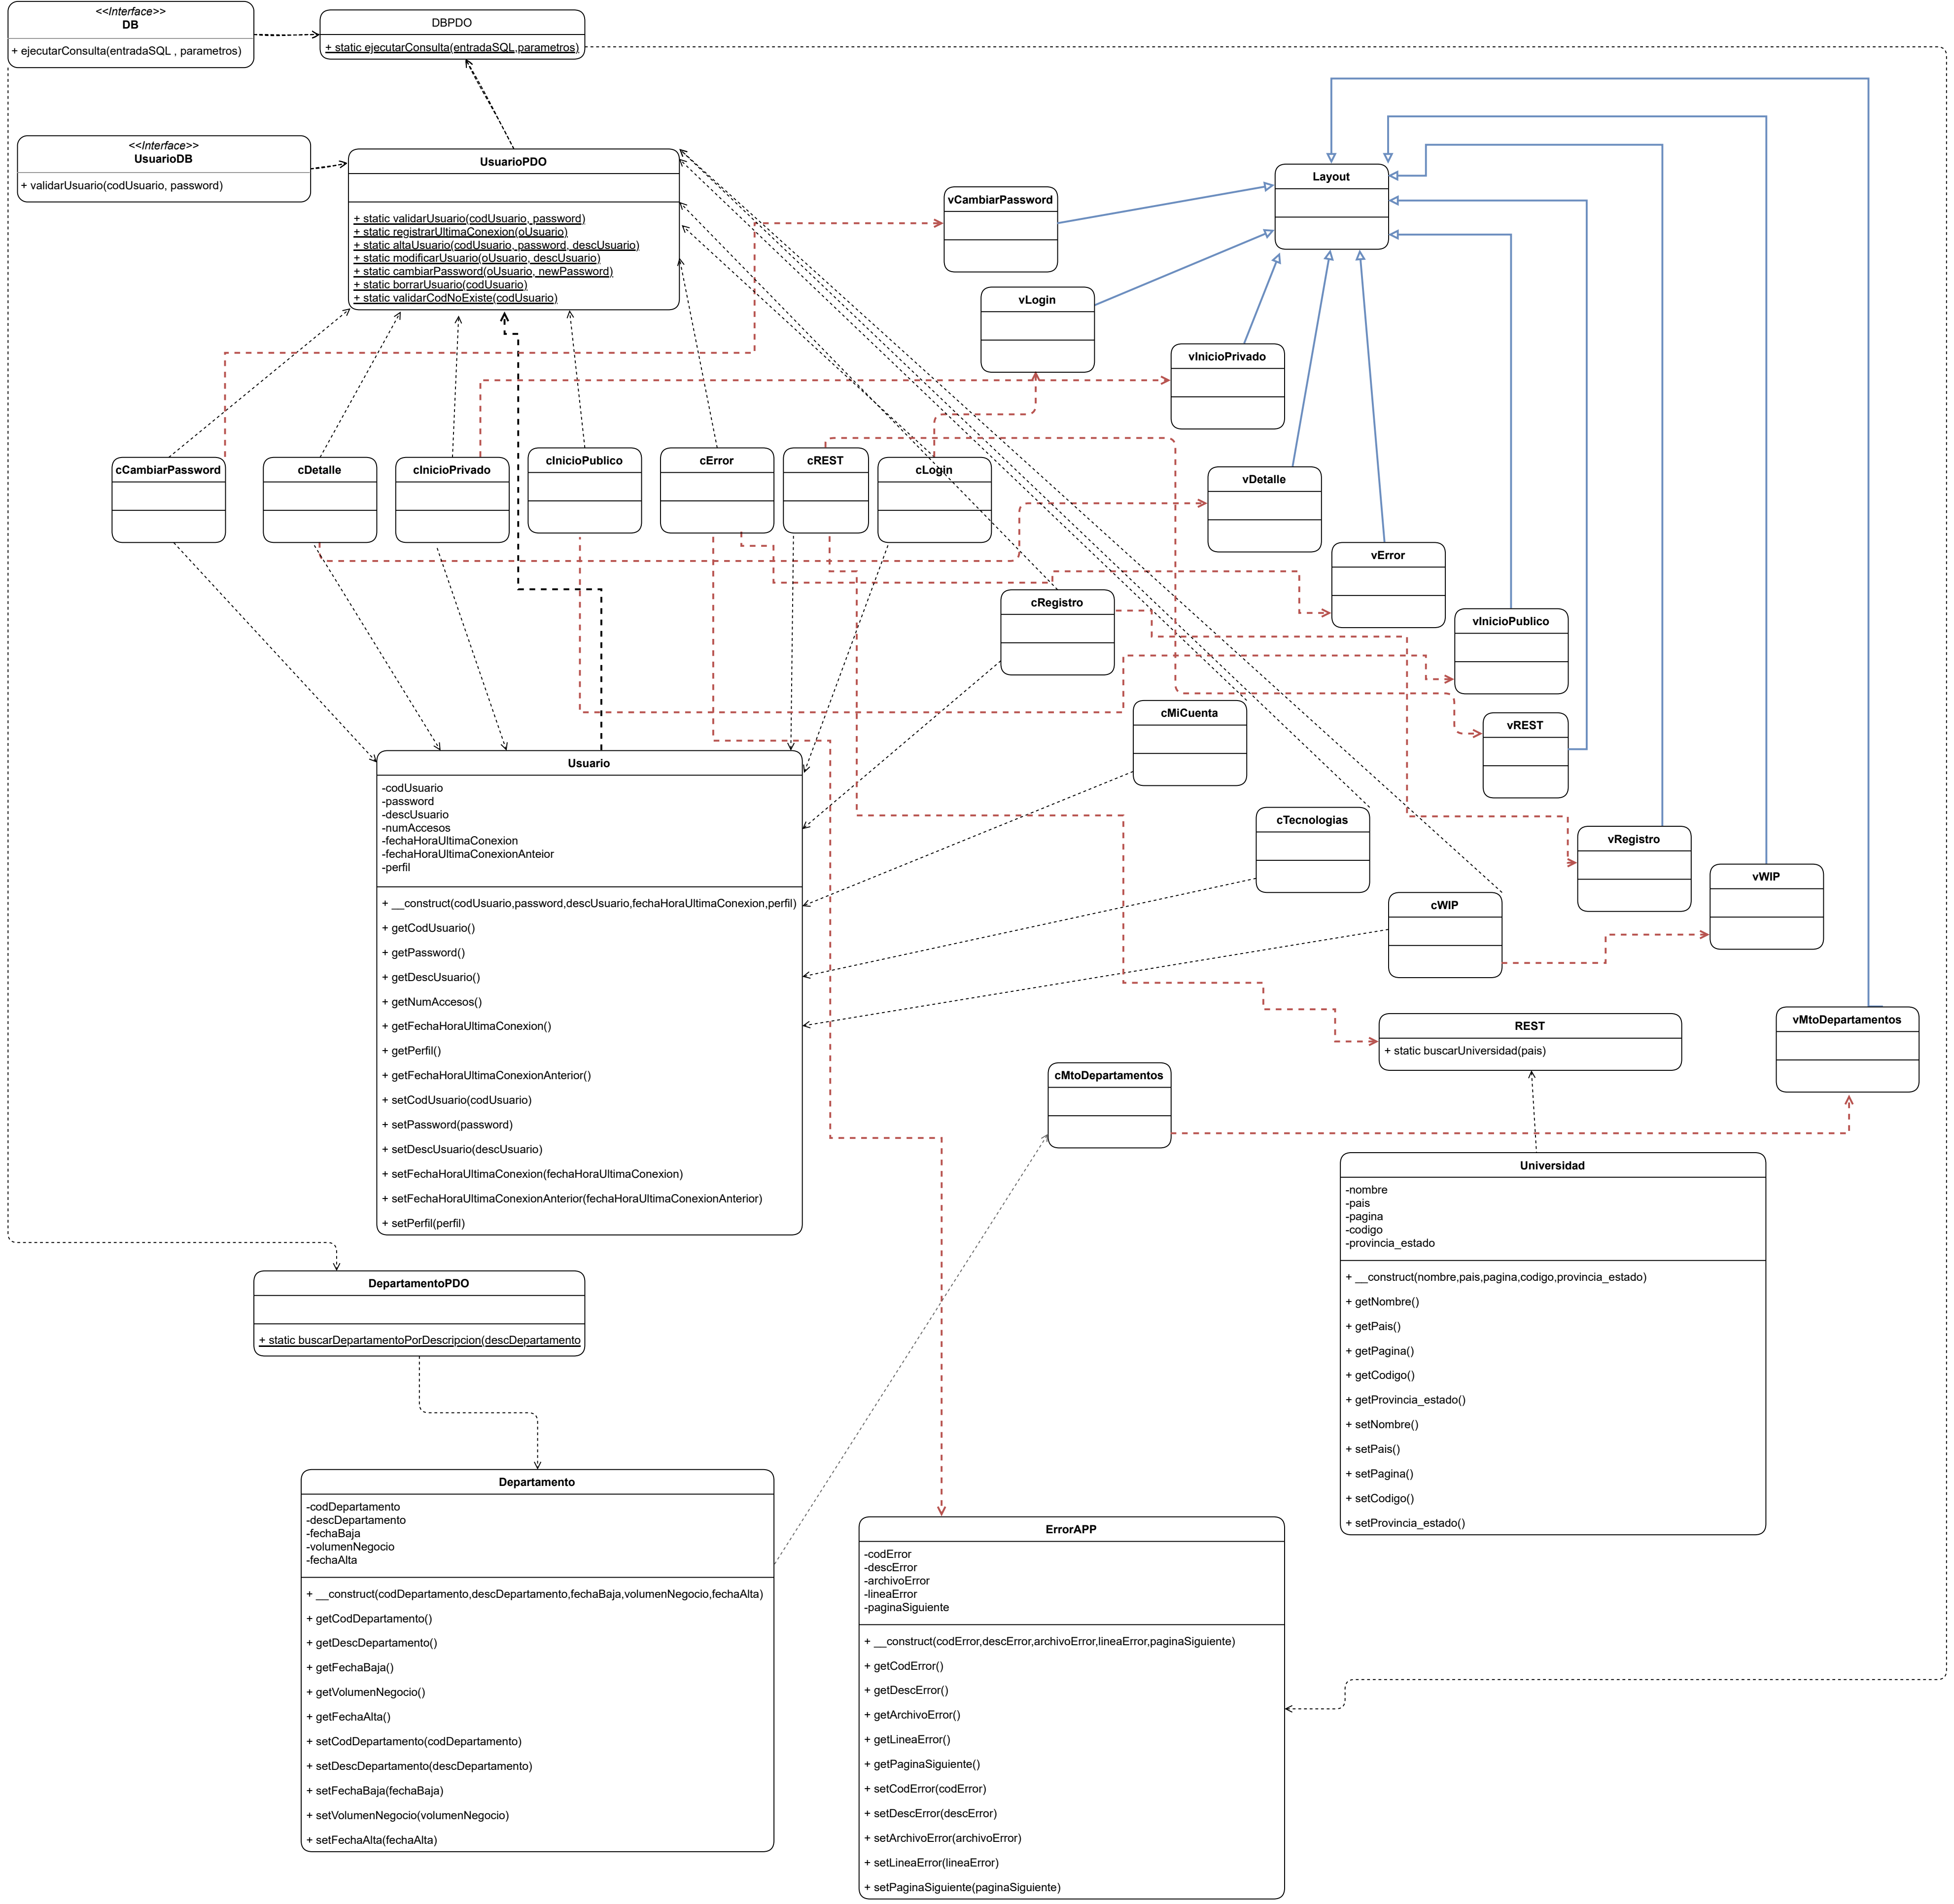 <<Interface>>
DB
+ ejecutarConsulta(entradaSQL , parametros)
DBPDO
+ static ejecutarConsulta(entradaSQL,parametros)
<<Interface>>
UsuarioDB
+ validarUsuario(codUsuario, password)
UsuarioPDO
+ static validarUsuario(codUsuario, password)
+ static registrarUltimaConexion(oUsuario)
+ static altaUsuario(codUsuario, password, descUsuario)
+ static modificarUsuario(oUsuario, descUsuario)
+ static cambiarPassword(oUsuario, newPassword)
+ static borrarUsuario(codUsuario)
+ static validarCodNoExiste(codUsuario)
Layout
vCambiarPassword
vLogin
vInicioPrivado
vDetalle
vError
vInicioPublico
vREST
vRegistro
vWIP
vMtoDepartamentos
cCambiarPassword
cDetalle
cInicioPrivado
cInicioPublico
cError
cREST
cLogin
cRegistro
cMiCuenta
cTecnologias
cWIP
cMtoDepartamentos
Usuario
-codUsuario
-password
-descUsuario
-numAccesos
-fechaHoraUltimaConexion
-fechaHoraUltimaConexionAnteior
-perfil
+ __construct(codUsuario,password,descUsuario,fechaHoraUltimaConexion,perfil)
+ getCodUsuario()
+ getPassword()
+ getDescUsuario()
+ getNumAccesos()
+ getFechaHoraUltimaConexion()
+ getPerfil()
+ getFechaHoraUltimaConexionAnterior()
+ setCodUsuario(codUsuario)
+ setPassword(password)
+ setDescUsuario(descUsuario)
+ setFechaHoraUltimaConexion(fechaHoraUltimaConexion)
+ setFechaHoraUltimaConexionAnterior(fechaHoraUltimaConexionAnterior)
+ setPerfil(perfil)
REST
+ static buscarUniversidad(pais)
Universidad
-nombre
-pais
-pagina
-codigo
-provincia_estado
+ __construct(nombre,pais,pagina,codigo,provincia_estado)
+ getNombre()
+ getPais()
+ getPagina()
+ getCodigo()
+ getProvincia_estado()
+ setNombre()
+ setPais()
+ setPagina()
+ setCodigo()
+ setProvincia_estado()
DepartamentoPDO
+ static buscarDepartamentoPorDescripcion(descDepartamento
Departamento
-codDepartamento
-descDepartamento
-fechaBaja
-volumenNegocio
-fechaAlta
+ __construct(codDepartamento,descDepartamento,fechaBaja,volumenNegocio,fechaAlta)
+ getCodDepartamento()
+ getDescDepartamento()
+ getFechaBaja()
+ getVolumenNegocio()
+ getFechaAlta()
+ setCodDepartamento(codDepartamento)
+ setDescDepartamento(descDepartamento)
+ setFechaBaja(fechaBaja)
+ setVolumenNegocio(volumenNegocio)
+ setFechaAlta(fechaAlta)
ErrorAPP
-codError
-descError
-archivoError
-lineaError
-paginaSiguiente
+ __construct(codError,descError,archivoError,lineaError,paginaSiguiente)
+ getCodError()
+ getDescError()
+ getArchivoError()
+ getLineaError()
+ getPaginaSiguiente()
+ setCodError(codError)
+ setDescError(descError)
+ setArchivoError(archivoError)
+ setLineaError(lineaError)
+ setPaginaSiguiente(paginaSiguiente)